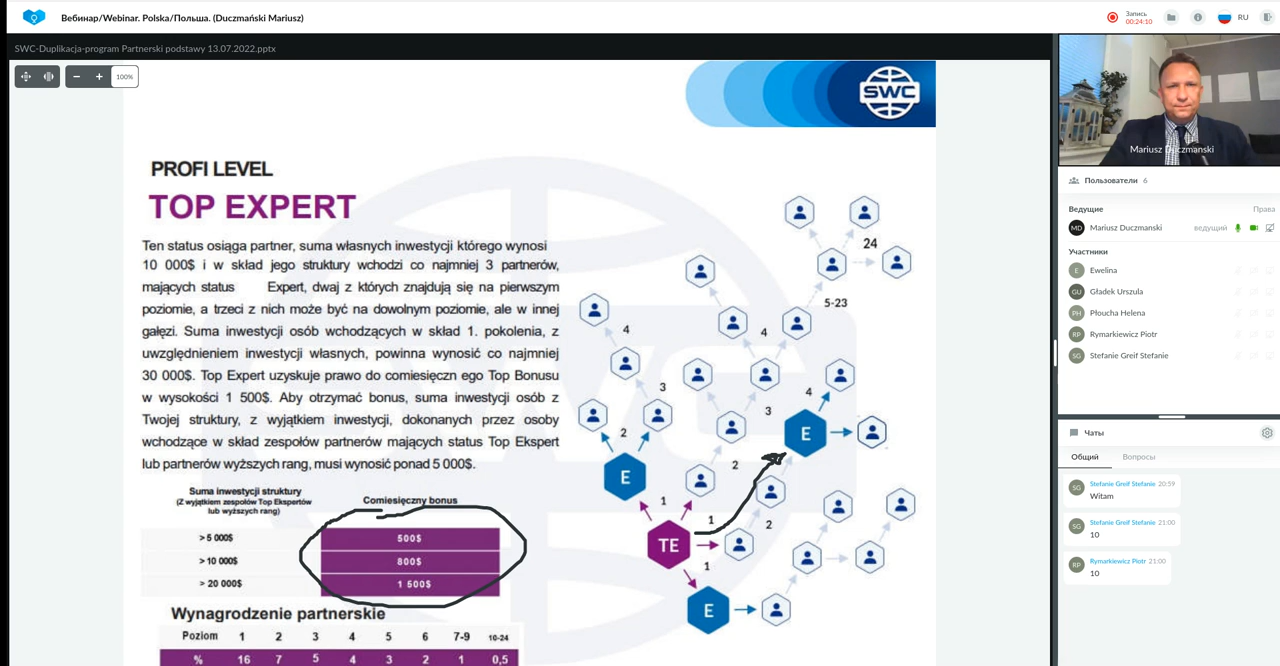 Вебинар/Webinar. Polska/Польша. (Duczmański Mariusz)
Запись
00:24:10
RU
SWC-Duplikacja-program Partnerski podstawy 13.07.2022.pptx
100%
SWC
PROFI LEVEL
TOP EXPERT
Ten status osiąga partner, suma własnych inwestycji którego wynosi
10 000$ i w skład jego struktury wchodzi co najmniej 3 partnerów,
mających status Expert, dwaj z których znajdują się na pierwszym
poziomie, a trzeci z nich może być na dowolnym poziomie, ale w innej
gałęzi. Suma inwestycji osób wchodzących w skład 1. pokolenia, z
uwzględnieniem inwestycji własnych, powinna wynosić co najmniej
30 000$. Top Expert uzyskuje prawo do comiesięczn ego Top Bonusu
w wysokości 1 500$. Aby otrzymać bonus, suma inwestycji osób z
Twojej struktury, z wyjątkiem inwestycji, dokonanych przez osoby
wchodzące w skład zespołów partnerów mających status Top Ekspert
lub partnerów wyższych rang, musi wynosić ponad 5 000$.
Suma inwestycji struktury
(Z wyjątkiem zespołów Top Ekspertów
lub wyższych rang)
Comiesięczny bonus
> 5 000$ 500$
> 10 000$ 800$
> 20 000$ 1 500$
Wynagrodzenie partnerskie
Poziom 1 2 3 4 5 6 7-9 10-24
% 16 7 5 4 3 2 1 0,5
24
5-23
4
4
3
4
3
2
E
E
2
1
1
2
TE
1
E
Mariusz Duczmanski
Пользователи 6
Ведущие Права
MD Mariusz Duczmanski ведущий
Участники
E Ewelina
GU Gładek Urszula
PH Płoucha Helena
RP Rymarkiewicz Piotr
SG Stefanie Greif Stefanie
Чаты
Общий Вопросы
SG Stefanie Greif Stefanie 20:59
Witam
SG Stefanie Greif Stefanie 21:00
10
RP Rymarkiewicz Piotr 21:00
10